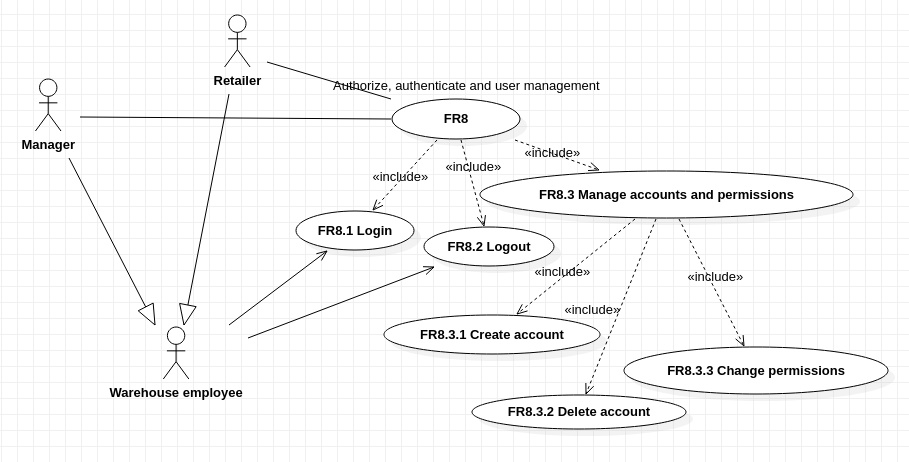 Retailer
Authorize, authenticate and user management
Manager
FR8
«include»
«include»
«include»
FR8.3 Manage accounts and permissions
FR8.1 Login
FR8.2 Logout
«include»
«include»
«include»
FR8.3.1 Create account
FR8.3.3 Change permissions
Warehouse employee
FR8.3.2 Delete account